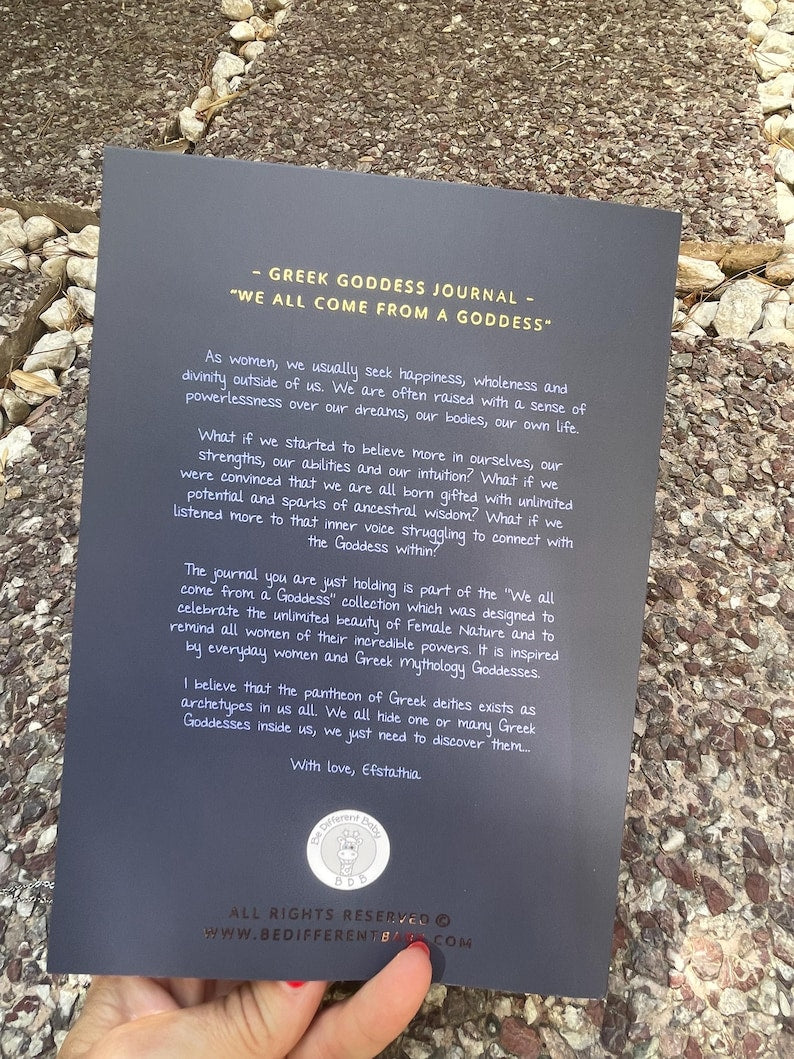 - GREEK GODDESS JOURNAL -
"WE ALL COME FROM A GODDESS"
As women, we usually seek happiness, wholeness and
divinity outside of us. We are often raised with a sense of
powerlessness over our dreams, our bodies, our own life.
What if we started to believe more in ourselves, our
strengths, our abilities and our intuition? What if we
were convinced that we are all born gifted with unlimited
potential and sparks of ancestral wisdom? What if we
listened more to that inner voice struggling to connect with
the Goddess within?
The journal you are just holding is part of the "We all
come from a Goddess" collection which was designed to
celebrate the unlimited beauty of Female Nature and to
remind all women of their incredible powers. It is inspired
by everyday women and Greek Mythology Goddesses.
I believe that the pantheon of Greek deities exists as
archetypes in us all. We all hide one or many Greek
Goddesses inside us, we just need to discover them...
With love, Efstathia
Be Different Baby
BDB
ALL RIGHTS RESERVED ©
WWW.BEDIFFERENTBABY.COM